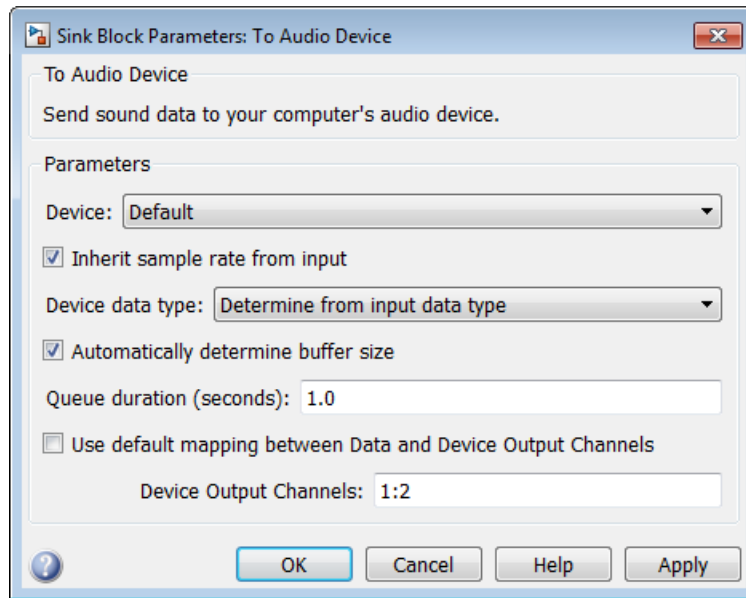 Sink Block Parameters: To Audio Device
To Audio Device
Send sound data to your computer's audio device.
Parameters
Device: Default
Inherit sample rate from input
Device data type: Determine from input data type
Automatically determine buffer size
Queue duration (seconds): 1.0
Use default mapping between Data and Device Output Channels
Device Output Channels: 1:2
OK Cancel Help Apply